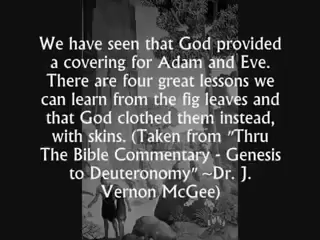 We have seen that God provided
a covering for Adam and Eve.
There are four great lessons we
can learn from the fig leaves and
that God clothed them instead,
with skins. (Taken from "Thru
The Bible Commentary - Genesis
to Deuteronomy" ~Dr. J.
Vernon McGee)